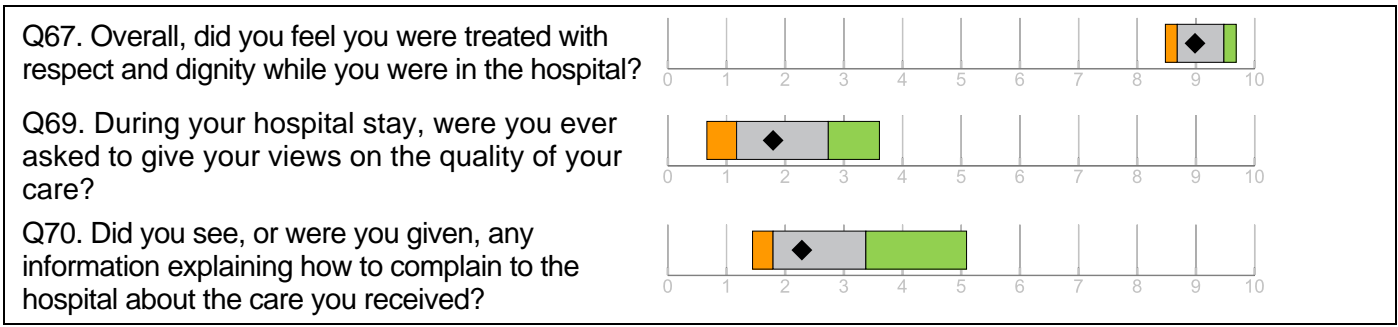 Q67. Overall, did you feel you were treated with
respect and dignity while you were in the hospital?
0 1 2 3 4 5 6 7 8 9 10
Q69. During your hospital stay, were you ever
asked to give your views on the quality of your
care?
0 1 2 3 4 5 6 7 8 9 10
Q70. Did you see, or were you given, any
information explaining how to complain to the
hospital about the care you received?
0 1 2 3 4 5 6 7 8 9 10